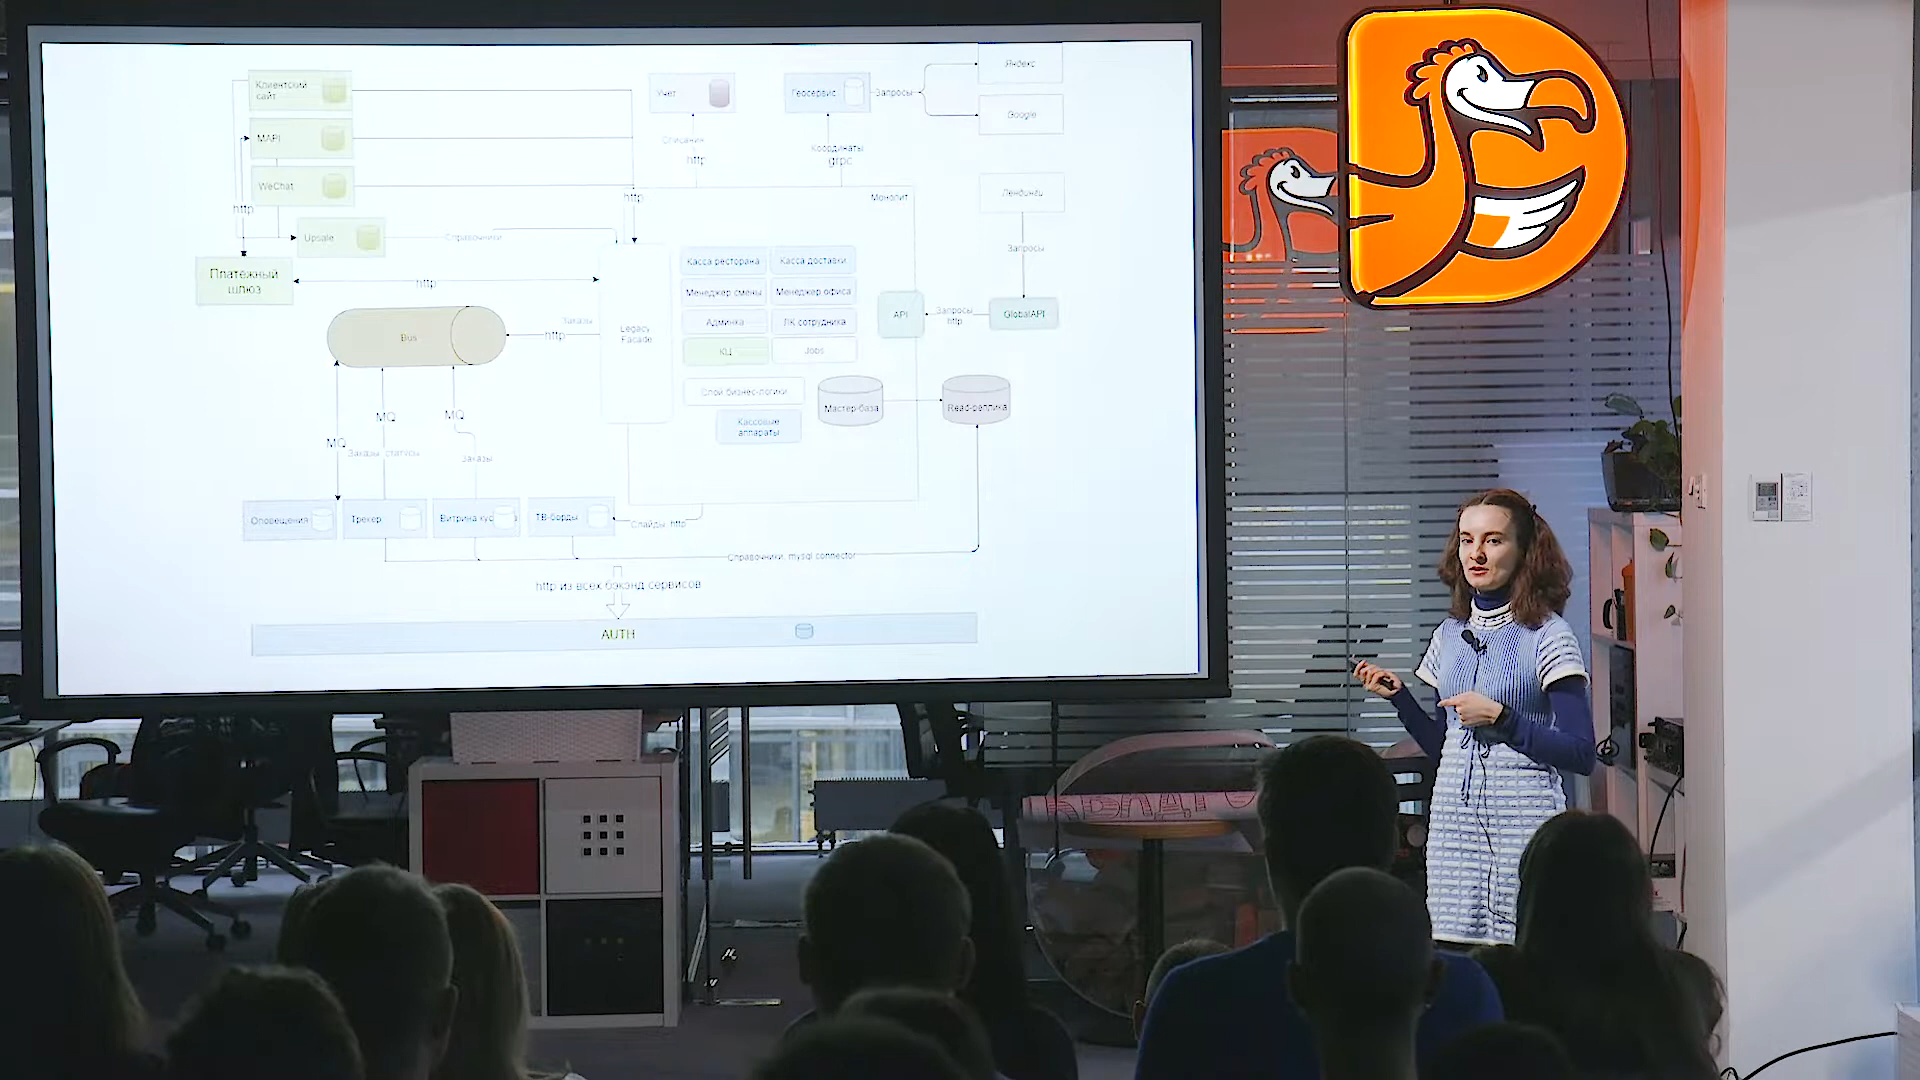 Клиентский
сайт
MAPI
WeChat
http
Upsale
Справочники
Платежный
шлюз
http
Bus
Заказы
http
MQ
MQ
MQ
Заказы, статусы
Заказы
Оповещения
Трекер
ТВ-борды
Слайды, http
Справочники, mysql connector
http из всех бэкэнд сервисов
AUTH
Учет
Списания
http
Геосервис
Запросы
Яндекс
Google
Координаты
grpc
http
Монолит
Legacy
Facade
Касса ресторана
Касса доставки
Менеджер смены
Менеджер офиса
Админка
ЛК сотрудника
КЦ
Jobs
Слой бизнес-логики
Кассовые
аппараты
Мастер-база
Read-реплика
API
Запросы
http
GlobalAPI
Лендинги
Запросы